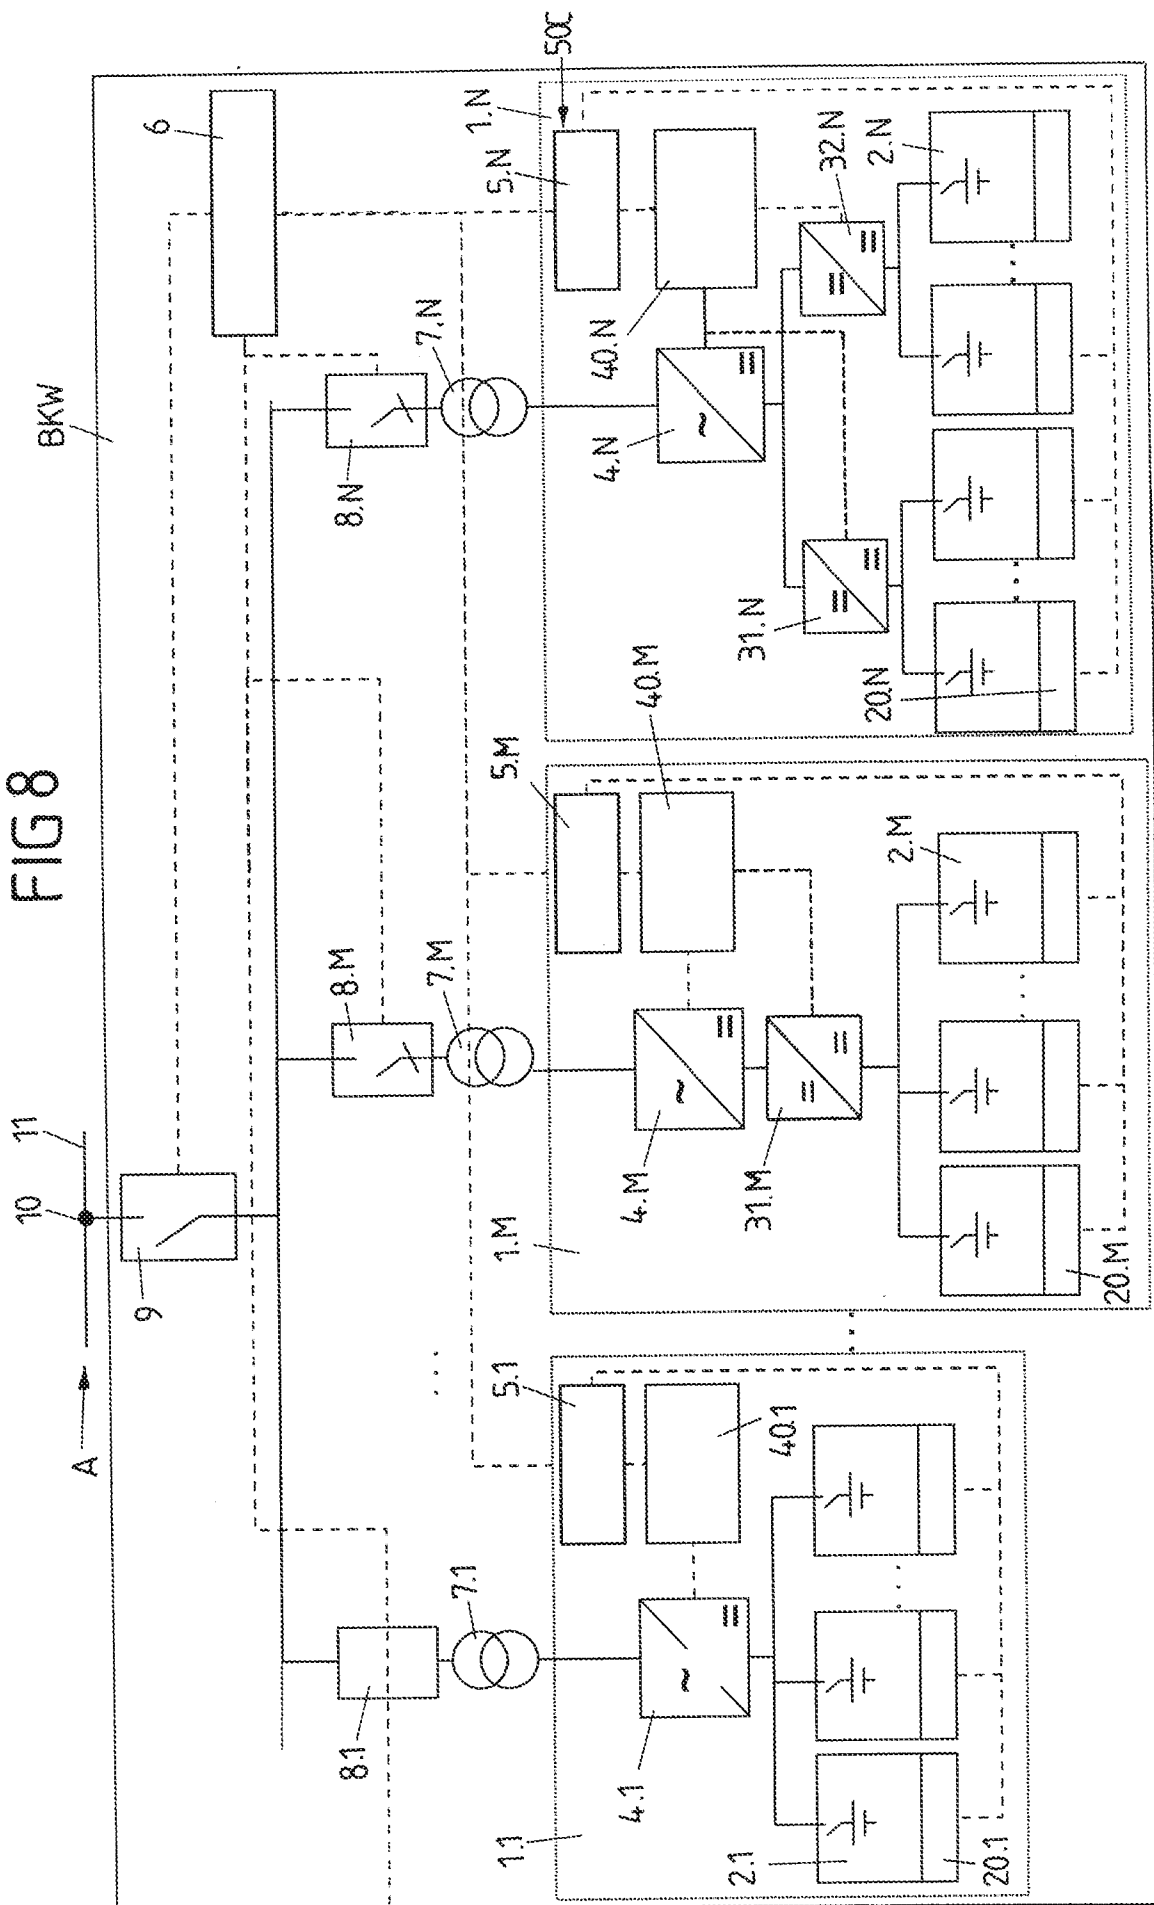 FIG 8
A
10
11
BKW
9
6
8.1
8.M
8.N
7.1
7.M
7.N
50C
1.1
5.1
40.1
4.1
~
=
2.1
20.1
...
1.M
5.M
40.M
4.M
~
=
31.M
=
=
2.M
20.M
...
1.N
5.N
40.N
4.N
~
=
31.N
=
=
32.N
=
=
2.N
20.N
...